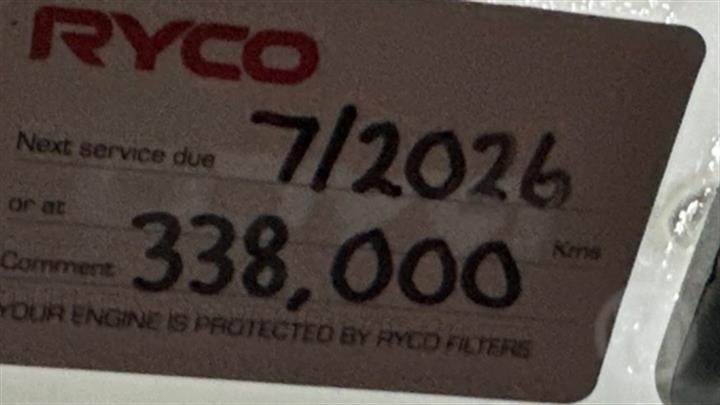 RYCO
Next service due 7/2026
or at 338,000 Kms
Comment
YOUR ENGINE IS PROTECTED BY RYCO FILTERS